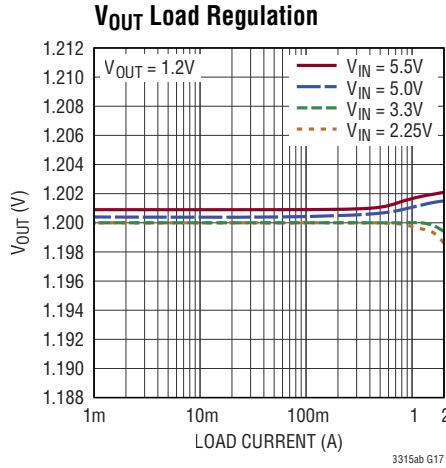 VOUT Load Regulation
1.212
1.210
1.208
1.206
1.204
1.202
1.200
1.198
1.196
1.194
1.192
1.190
1.188
VOUT (V)
VOUT = 1.2V
VIN = 5.5V
VIN = 5.0V
VIN = 3.3V
VIN = 2.25V
1m 10m 100m 1 2
LOAD CURRENT (A)
3315ab G17